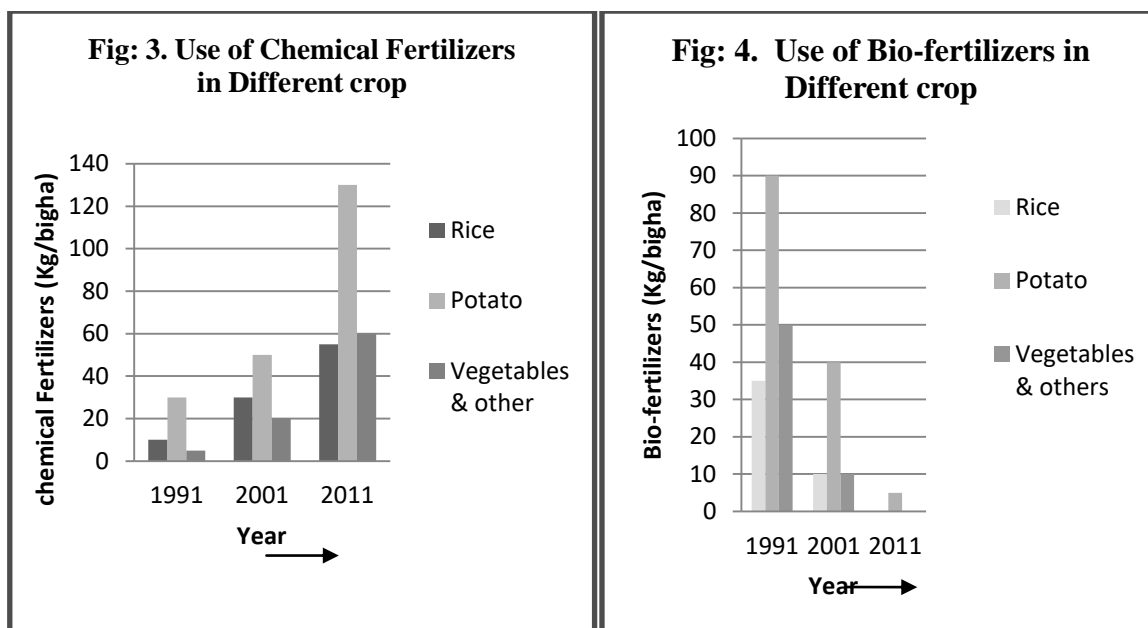 Fig: 3. Use of Chemical Fertilizers
in Different crop
chemical Fertilizers (Kg/bigha)
140
120
100
80
60
40
20
0
1991 2001 2011
Year
Rice
Potato
Vegetables
& other
Fig: 4. Use of Bio-fertilizers in
Different crop
Bio-fertilizers (Kg/bigha)
100
90
80
70
60
50
40
30
20
10
0
1991 2001 2011
Year
Rice
Potato
Vegetables
& others